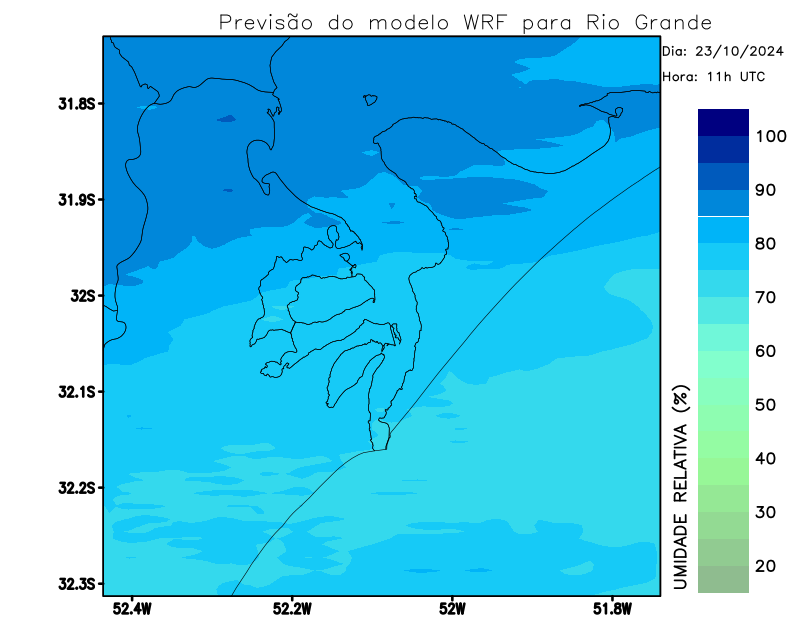 Previsão do modelo WRF para Rio Grande
Dia: 23/10/2024
Hora: 11h UTC
31.8S
31.9S
32S
32.1S
32.2S
32.3S
52.4W
52.2W
52W
51.8W
100
90
80
70
60
50
40
30
20
UMIDADE RELATIVA (%)